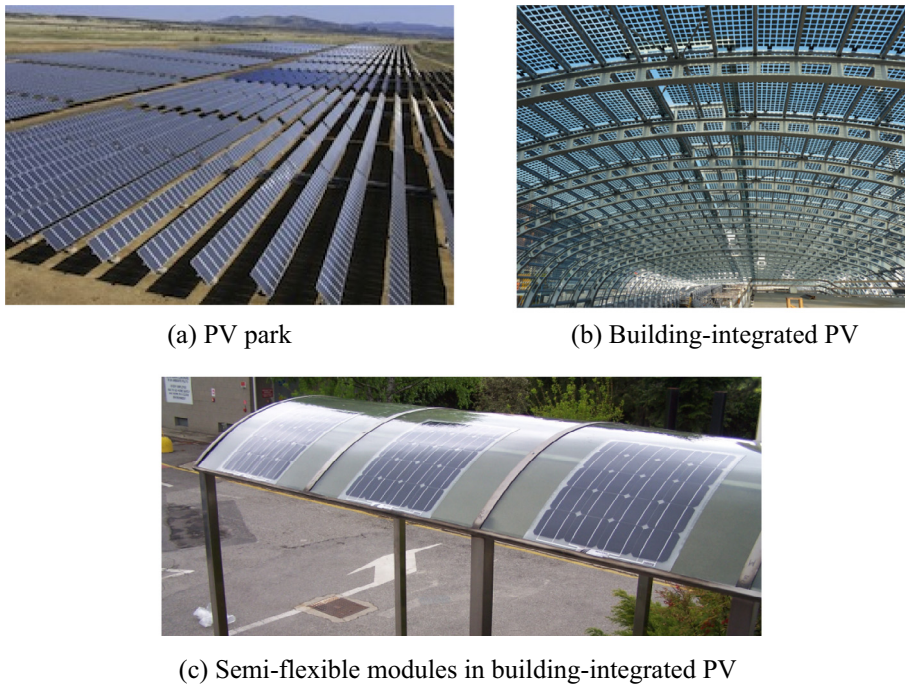 (a) PV park
(b) Building-integrated PV
(c) Semi-flexible modules in building-integrated PV